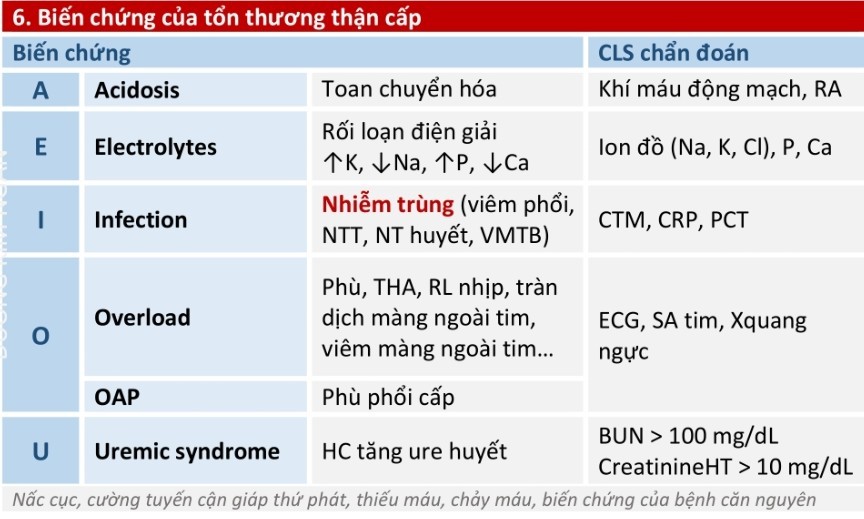 6. Biến chứng của tổn thương thận cấp
Biến chứng CLS chẩn đoán
A Acidosis Toan chuyển hóa Khí máu động mạch, RA
E Electrolytes Rối loạn điện giải
↑K, ↓Na, ↑P, ↓Ca Ion đồ (Na, K, Cl), P, Ca
I Infection Nhiễm trùng (viêm phổi,
NTT, NT huyết, VMTB) CTM, CRP, PCT
O Overload Phù, THA, RL nhịp, tràn
dịch màng ngoài tim,
viêm màng ngoài tim... ECG, SA tim, Xquang
ngực
OAP Phù phổi cấp
U Uremic syndrome HC tăng ure huyết BUN > 100 mg/dL
CreatinineHT > 10 mg/dL
Nấc cục, cường tuyến cận giáp thứ phát, thiếu máu, chảy máu, biến chứng của bệnh căn nguyên